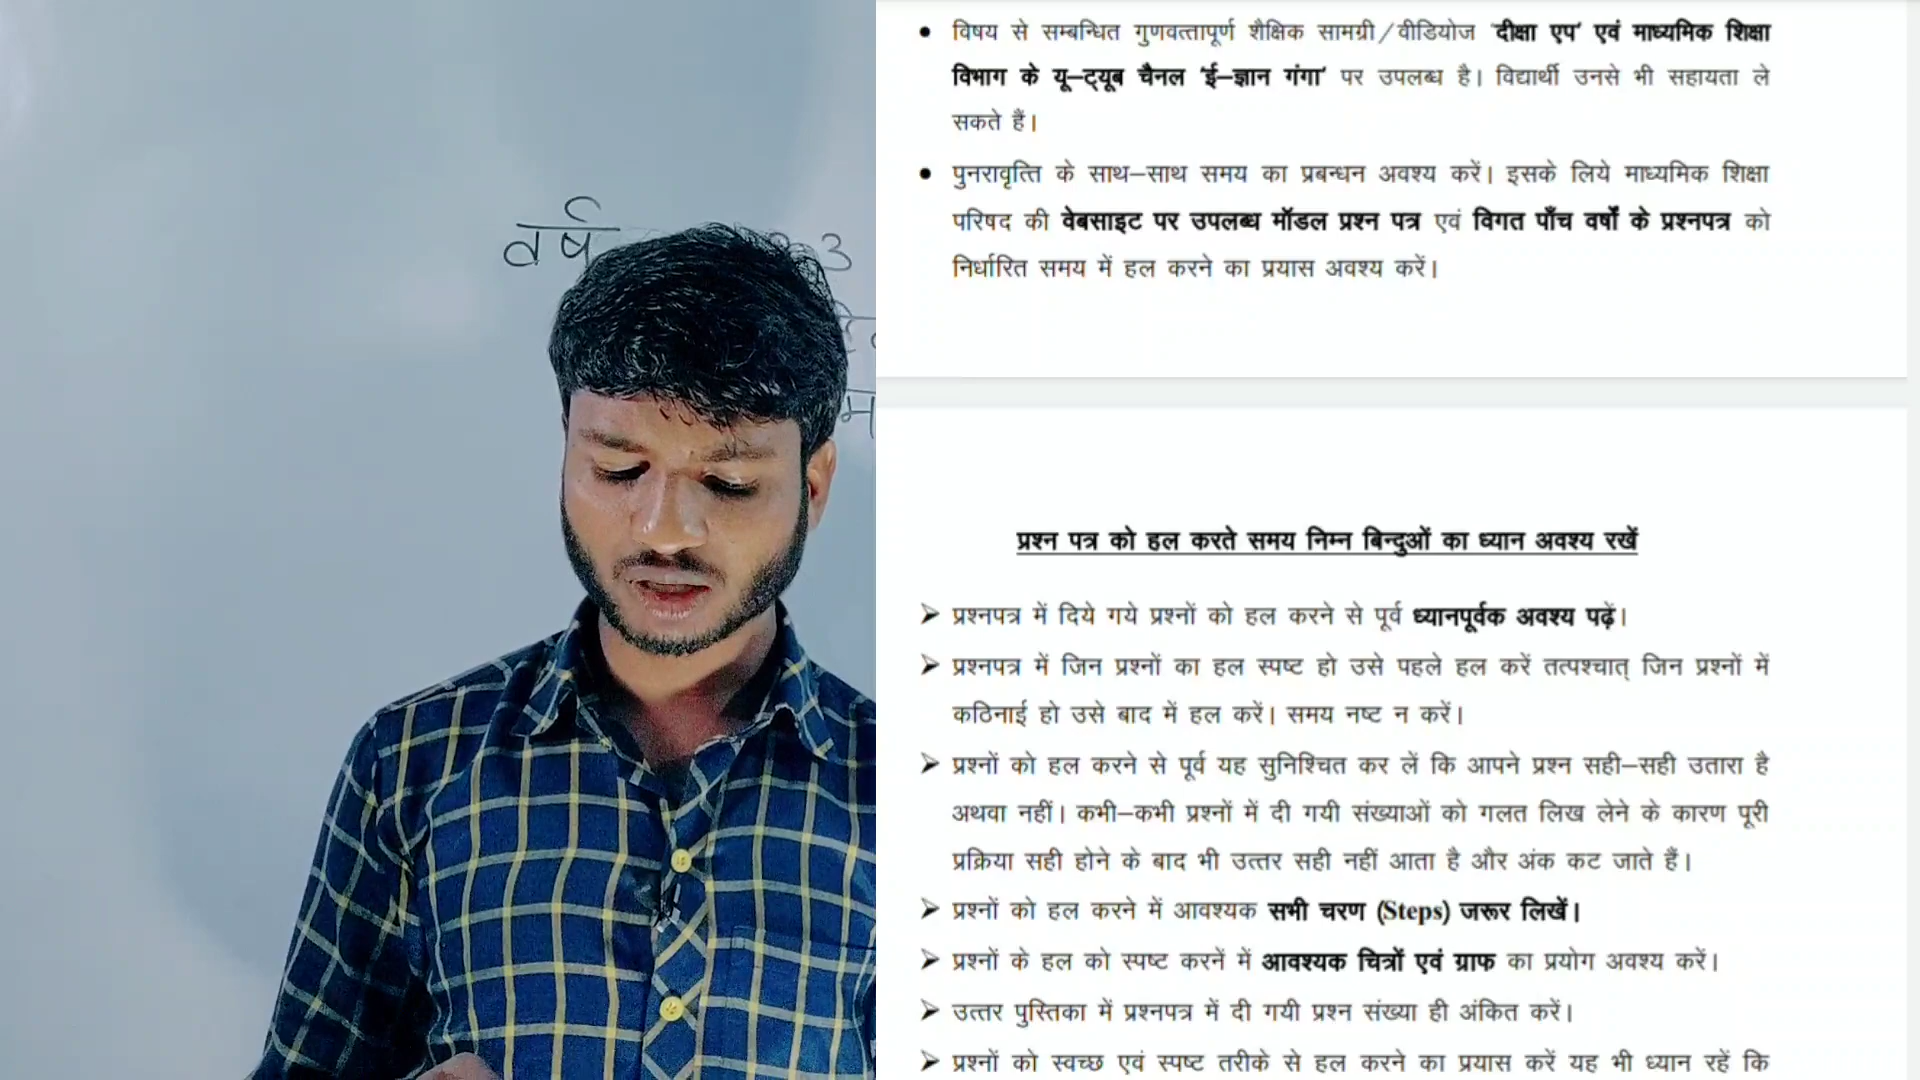 वर्ष
3
विषय से सम्बन्धित गुणवत्तापूर्ण शैक्षिक सामग्री/वीडियोज 'दीक्षा एप' एवं माध्यमिक शिक्षा
विभाग के यू–ट्यूब चैनल 'ई–ज्ञान गंगा' पर उपलब्ध है। विद्यार्थी उनसे भी सहायता ले
सकते हैं।
पुनरावृत्ति के साथ–साथ समय का प्रबन्धन अवश्य करें। इसके लिये माध्यमिक शिक्षा
परिषद की वेबसाइट पर उपलब्ध मॉडल प्रश्न पत्र एवं विगत पाँच वर्षों के प्रश्नपत्र को
निर्धारित समय में हल करने का प्रयास अवश्य करें।
प्रश्न पत्र को हल करते समय निम्न बिन्दुओं का ध्यान अवश्य रखें
प्रश्नपत्र में दिये गये प्रश्नों को हल करने से पूर्व ध्यानपूर्वक अवश्य पढ़ें।
प्रश्नपत्र में जिन प्रश्नों का हल स्पष्ट हो उसे पहले हल करें तत्पश्चात् जिन प्रश्नों में
कठिनाई हो उसे बाद में हल करें। समय नष्ट न करें।
प्रश्नों को हल करने से पूर्व यह सुनिश्चित कर लें कि आपने प्रश्न सही–सही उतारा है
अथवा नहीं। कभी–कभी प्रश्नों में दी गयी संख्याओं को गलत लिख लेने के कारण पूरी
प्रक्रिया सही होने के बाद भी उत्तर सही नहीं आता है और अंक कट जाते हैं।
प्रश्नों को हल करने में आवश्यक सभी चरण (Steps) जरूर लिखें।
प्रश्नों के हल को स्पष्ट करनें में आवश्यक चित्रों एवं ग्राफ का प्रयोग अवश्य करें।
उत्तर पुस्तिका में प्रश्नपत्र में दी गयी प्रश्न संख्या ही अंकित करें।
प्रश्नों को स्वच्छ एवं स्पष्ट तरीके से हल करने का प्रयास करें यह भी ध्यान रहें कि